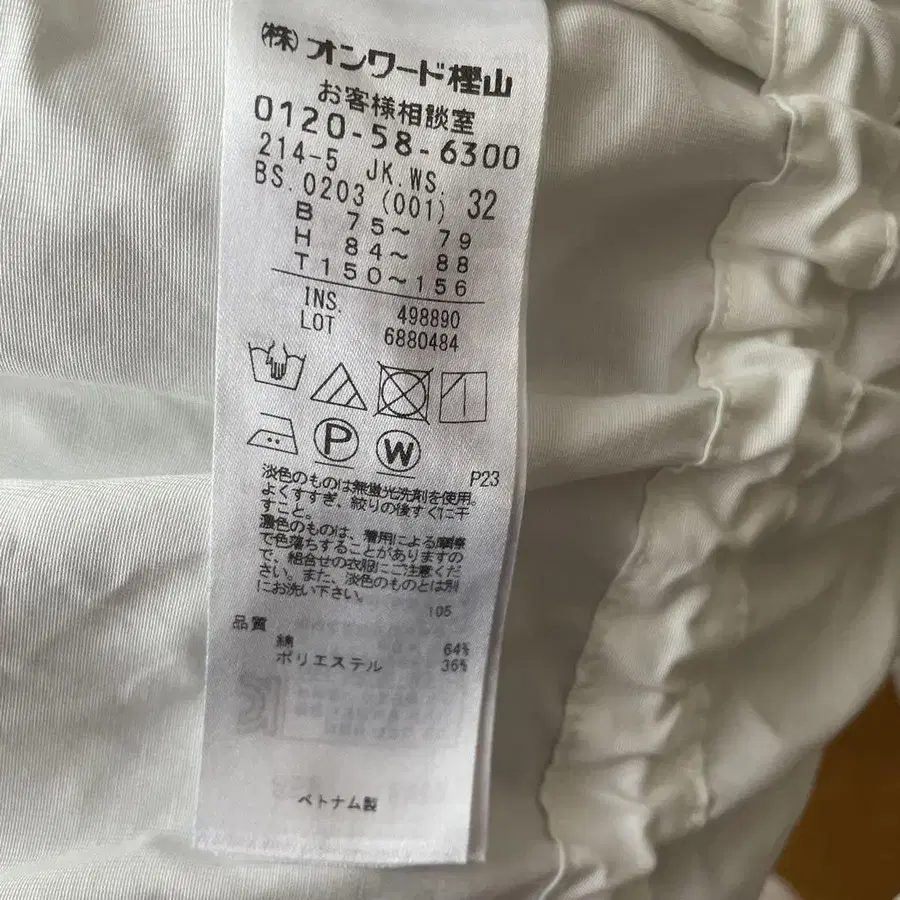 (株)オンワード樫山
お客様相談室
0120-58-6300
214-5 JK.WS.
BS.0203 (001) 32
B 75～ 79
H 84～ 88
T 150～156
INS. 498890
LOT 6880484
P W
P23
淡色のものは無蛍光洗剤を使用。
よくすすぎ、絞りの後すぐに干
すこと。
濃色のものは、着用による摩擦
で色落ちすることがありますの
で、組合せの衣服にご注意くだ
さい。また、淡色のものとは別
にお洗い下さい。
105
品質
綿 64%
ポリエステル 36%
ベトナム製